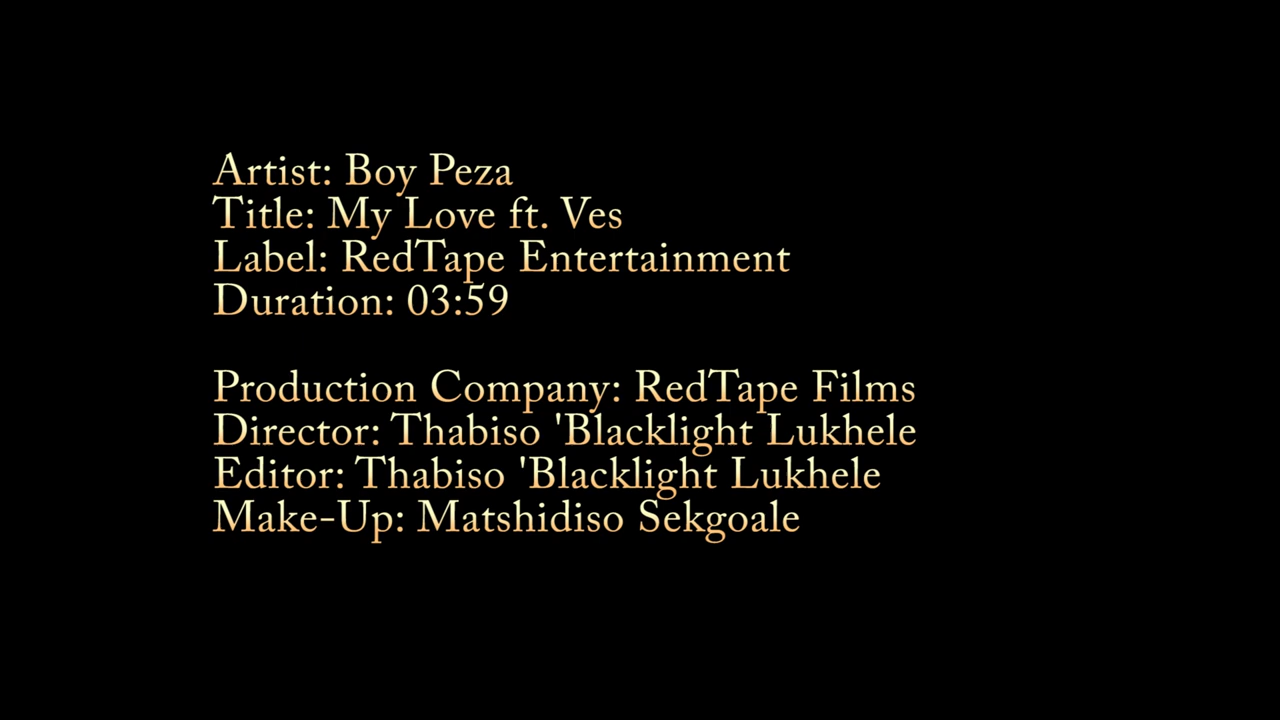 Artist: Boy Peza
Title: My Love ft. Ves
Label: RedTape Entertainment
Duration: 03:59
Production Company: RedTape Films
Director: Thabiso 'Blacklight Lukhele
Editor: Thabiso 'Blacklight Lukhele
Make-Up: Matshidiso Sekgoale